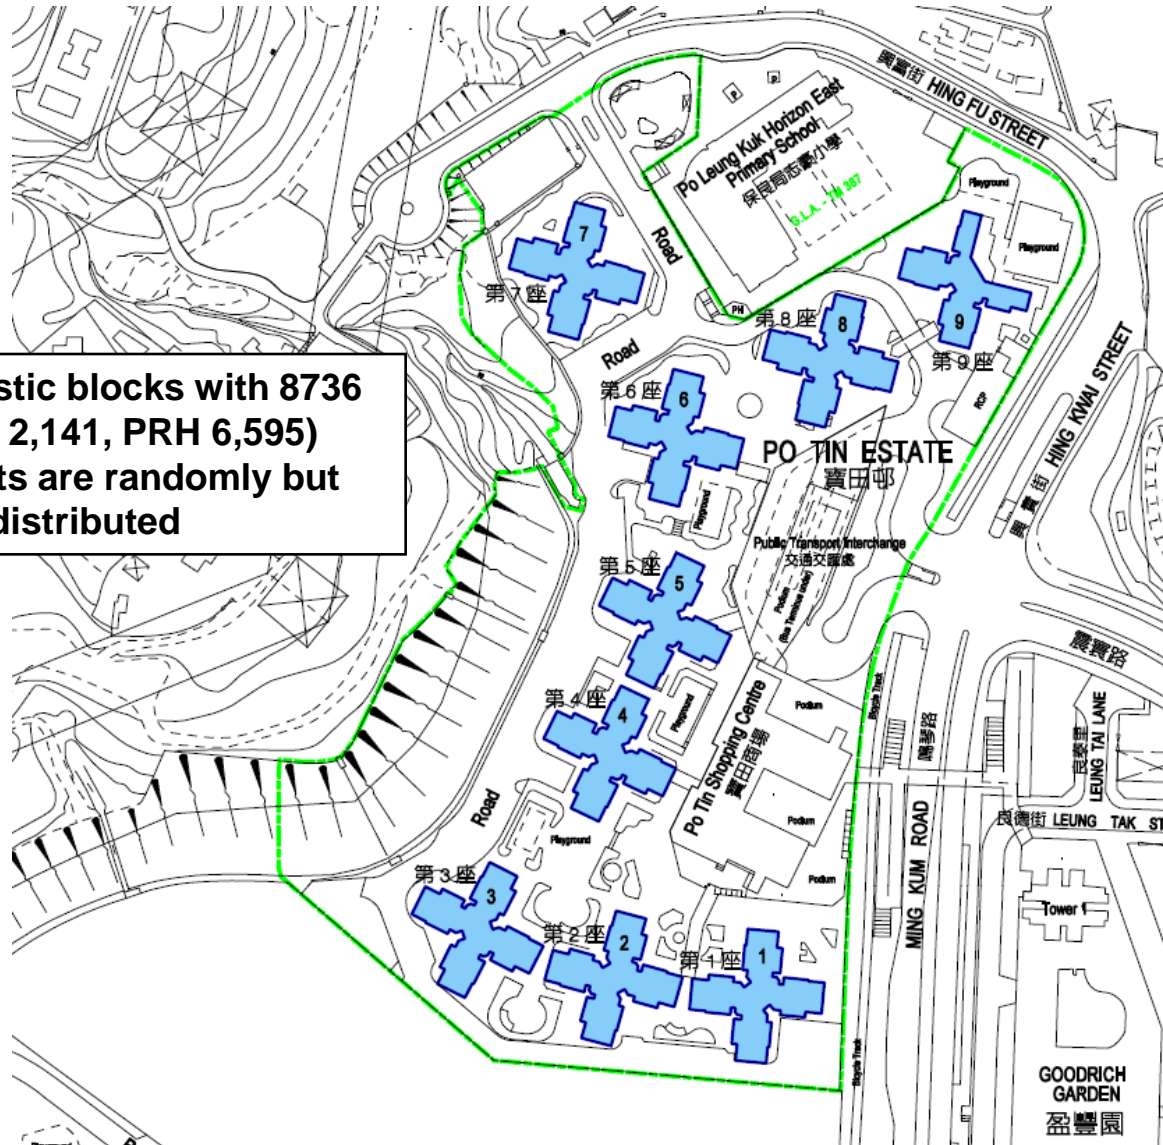 興富街 HING FU STREET
P
P
Po Leung Kuk Horizon East
Primary School
保良局志豪小學
G.L.A. - TM 387
Playground
Playground
7
第 7 座
Road
PH
第 8 座
8
9
第 9 座
Road
第 6 座
6
RCP
興貴街 HING KWAI STREET
stic blocks with 8736
2,141, PRH 6,595)
ts are randomly but
distributed
PO TIN ESTATE
寶田邨
Playground
Public Transport Interchange
交通交匯處
Podium
(Bus Terminus under)
第 5 座
5
震寰路
第 4 座
4
Playground
Po Tin Shopping Centre
寶田商場
Podium
Bicycle Track
鳴琴路
良泰里
LEUNG TAI LANE
Road
Playground
Podium
良德街 LEUNG TAK ST
Podium
MING KUM ROAD
第 3 座
3
Tower 1
第 2 座
2
第 1 座
1
Bicycle Track
GOODRICH
GARDEN
盈豐園